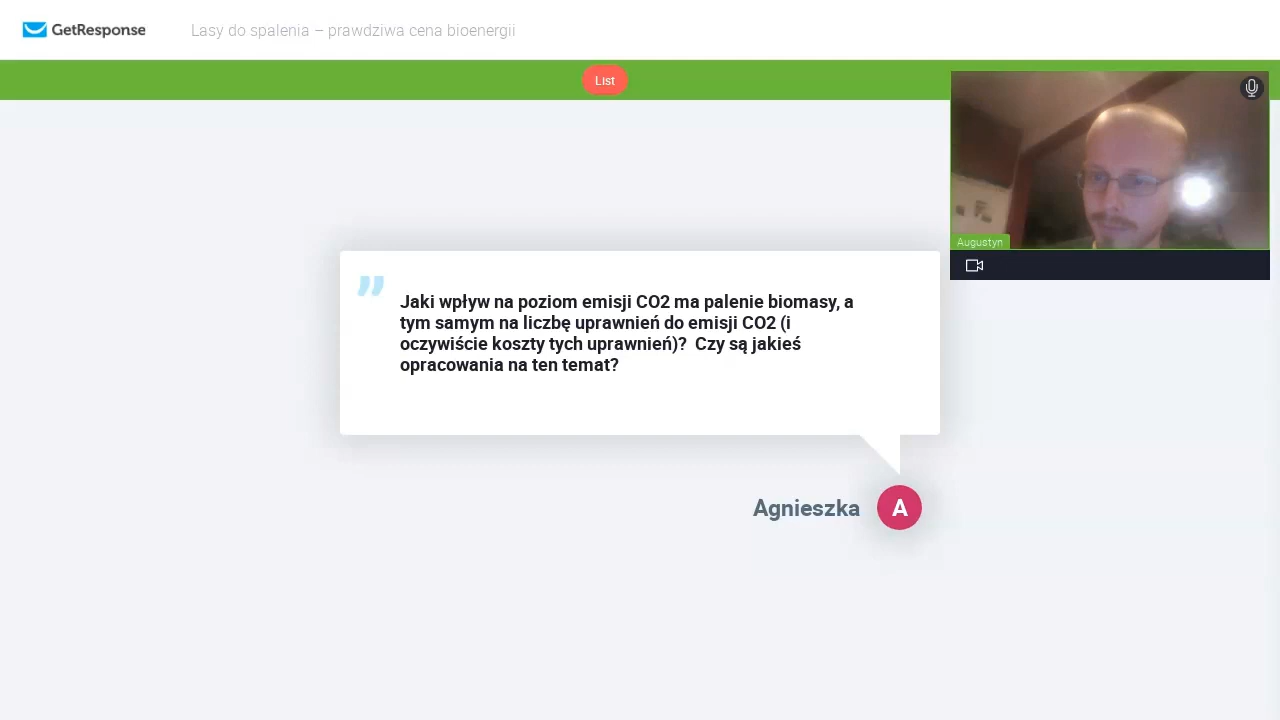 GetResponse
Lasy do spalenia – prawdziwa cena bioenergii
List
Augustyn
Jaki wpływ na poziom emisji CO2 ma palenie biomasy, a
tym samym na liczbę uprawnień do emisji CO2 (i
oczywiście koszty tych uprawnień)?  Czy są jakieś
opracowania na ten temat?
Agnieszka
A